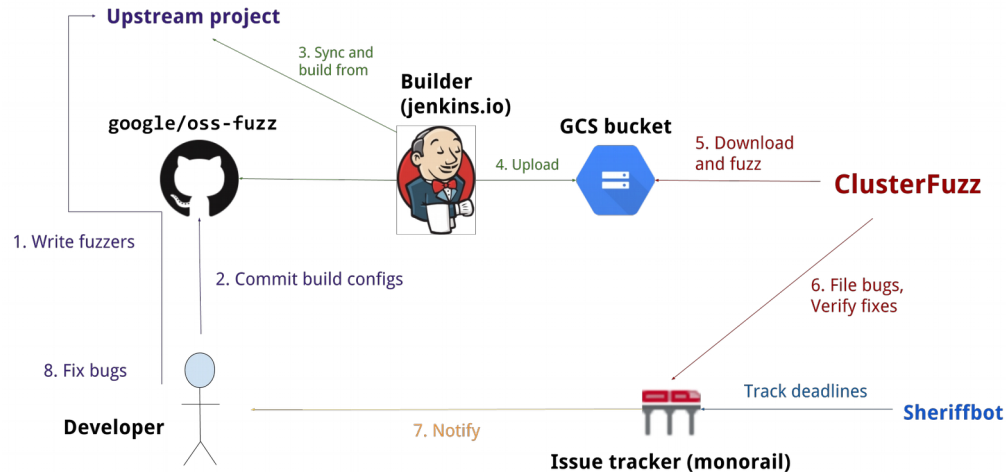 Upstream project
3. Sync and
build from
Builder
(jenkins.io)
google/oss-fuzz
GCS bucket
5. Download
and fuzz
4. Upload
ClusterFuzz
1. Write fuzzers
2. Commit build configs
6. File bugs,
Verify fixes
8. Fix bugs
Track deadlines
Sheriffbot
Developer
7. Notify
Issue tracker (monorail)